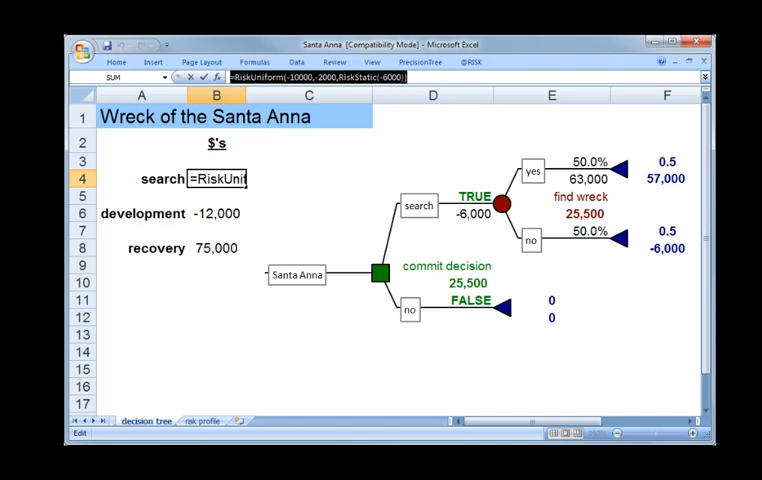 Santa Anna [Compatibility Mode] - Microsoft Excel
Home Insert Page Layout Formulas Data Review View PrecisionTree @RISK
SUM =RiskUniform(-10000,-2000,RiskStatic(-6000))
A B C D E F
1 Wreck of the Santa Anna
2 $'s
3 50.0% 0.5
4 search =RiskUnif yes 63,000 57,000
5 TRUE find wreck
6 development -12,000 search -6,000 25,500
7 no 50.0% 0.5
8 recovery 75,000 -6,000
9 Santa Anna commit decision
10 25,500
11 no FALSE 0
12 0
13
14
15
16
17
decision tree risk profile
Edit